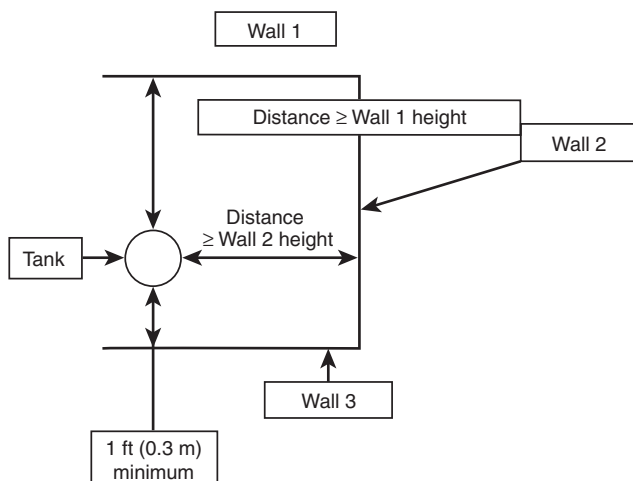 Wall 1
Distance ≥ Wall 1 height
Wall 2
Distance
≥ Wall 2 height
Tank
Wall 3
1 ft (0.3 m)
minimum